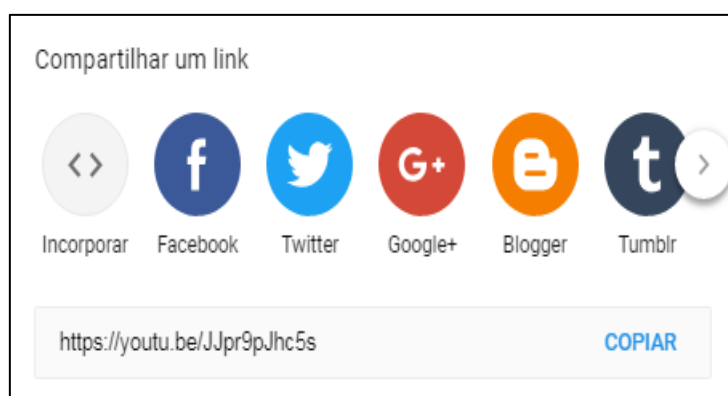 Compartilhar um link
Incorporar Facebook Twitter Google+ Blogger Tumblr
https://youtu.be/JJpr9pJhc5s COPIAR